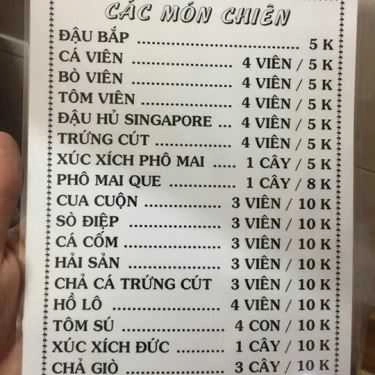 CÁC MÓN CHIÊN
ĐẬU BẮP ........................ 5 K
CÁ VIÊN ................ 4 VIÊN / 5 K
BÒ VIÊN ................ 4 VIÊN / 5 K
TÔM VIÊN .............. 4 VIÊN / 5 K
ĐẬU HỦ SINGAPORE ... 4 VIÊN / 5 K
TRỨNG CÚT ............ 4 VIÊN / 5 K
XÚC XÍCH PHÔ MAI ..... 1 CÂY / 5 K
PHÔ MAI QUE ........... 1 CÂY / 8 K
CUA CUỘN ............. 3 VIÊN / 10 K
SÒ ĐIỆP ............... 3 VIÊN / 10 K
CÁ CỐM ............... 3 VIÊN / 10 K
HẢI SẢN ............... 3 VIÊN / 10 K
CHẢ CÁ TRỨNG CÚT 3 VIÊN / 10 K
HỒ LÔ ................. 4 VIÊN / 10 K
TÔM SÚ ................ 4 CON / 10 K
XÚC XÍCH ĐỨC ........ 1 CÂY / 10 K
CHẢ GIÒ ............... 3 CÂY / 10 K